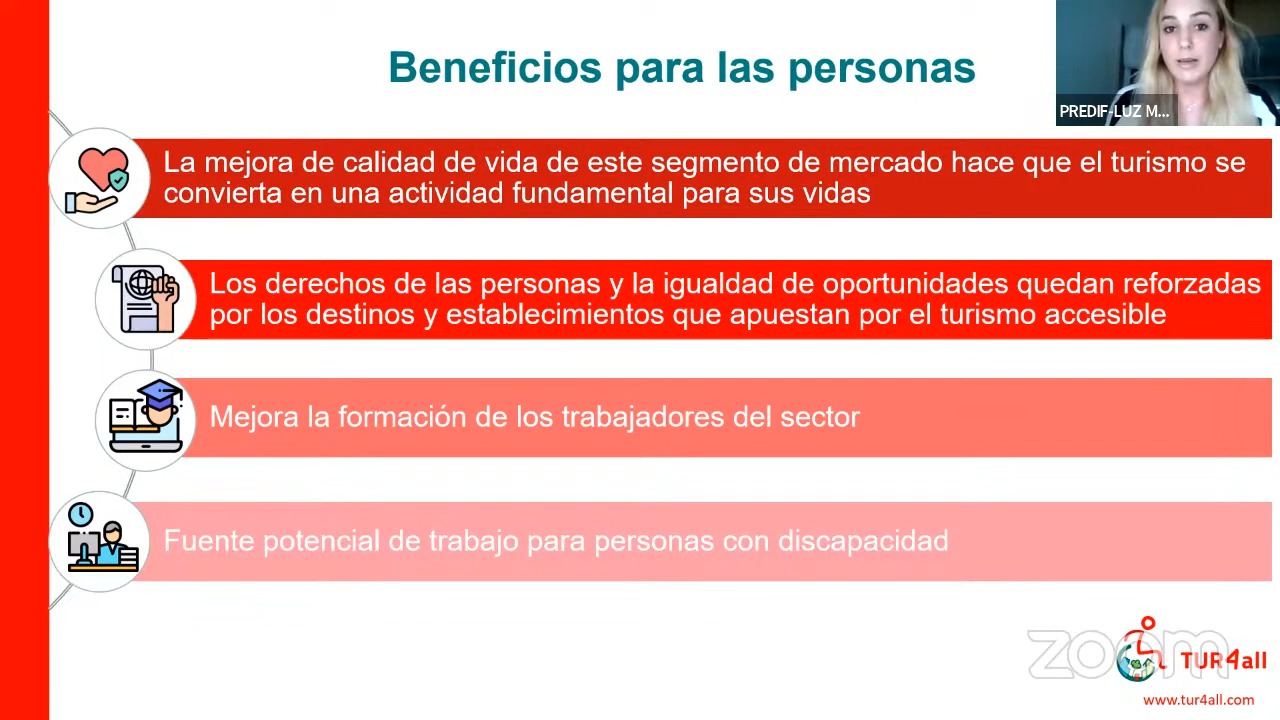 Beneficios para las personas
PREDIF-LUZ M...
La mejora de calidad de vida de este segmento de mercado hace que el turismo se
convierta en una actividad fundamental para sus vidas
Los derechos de las personas y la igualdad de oportunidades quedan reforzadas
por los destinos y establecimientos que apuestan por el turismo accesible
Mejora la formación de los trabajadores del sector
Fuente potencial de trabajo para personas con discapacidad
zoom
TUR4all
www.tur4all.com